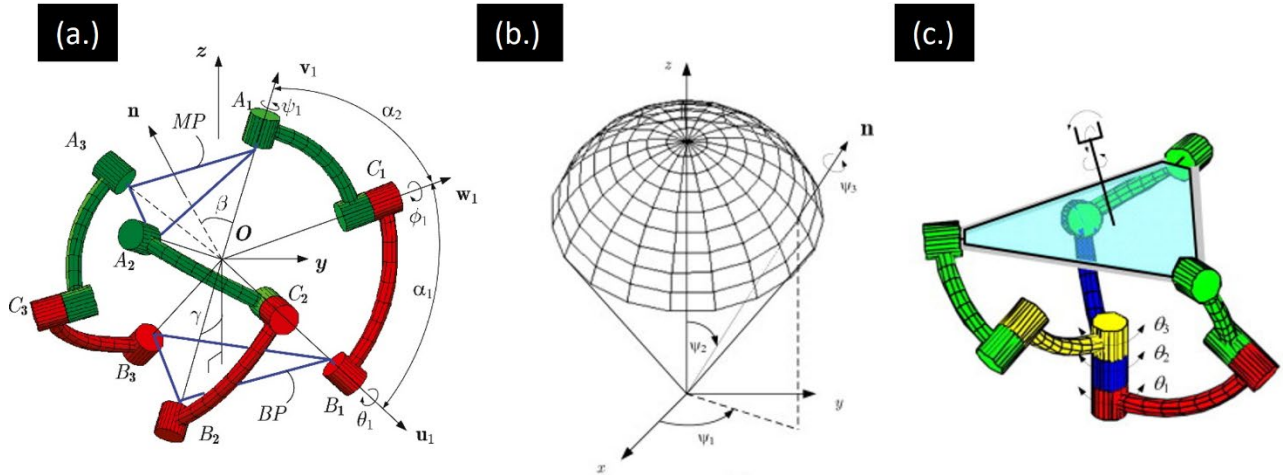 (a.)
z
v₁
n
A₁
ψ₁
α₂
MP
A₃
C₁
w₁
β
ϕ₁
O
A₂
y
C₂
α₁
C₃
γ
B₃
B₁
BP
θ₁
B₂
u₁
(b.)
z
n
ψ₃
ψ₂
y
ψ₁
x
(c.)
θ₃
θ₂
θ₁